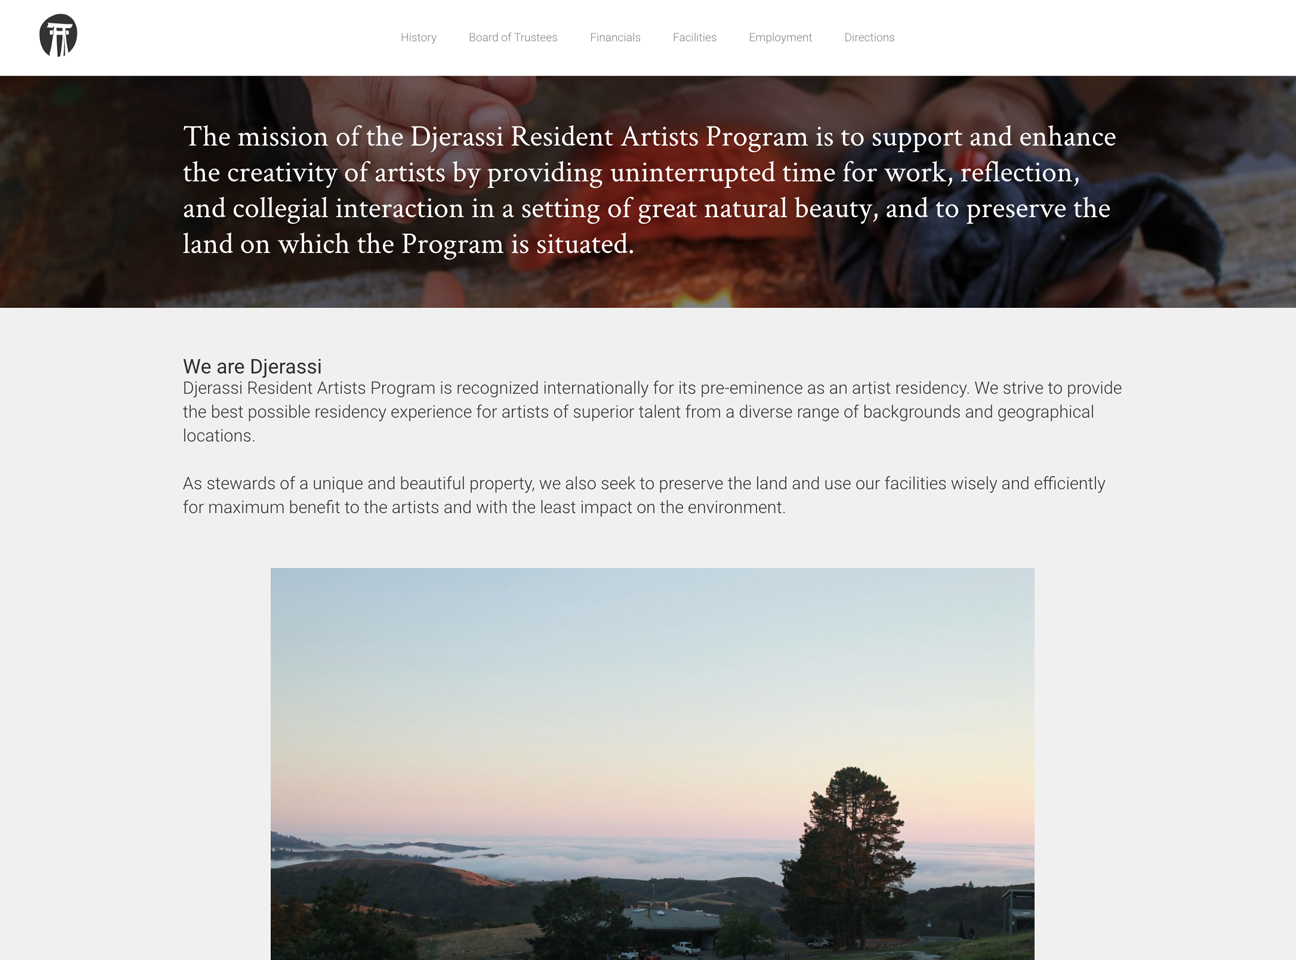 History
Board of Trustees
Financials
Facilities
Employment
Directions
The mission of the Djerassi Resident Artists Program is to support and enhance
the creativity of artists by providing uninterrupted time for work, reflection,
and collegial interaction in a setting of great natural beauty, and to preserve the
land on which the Program is situated.
We are Djerassi
Djerassi Resident Artists Program is recognized internationally for its pre-eminence as an artist residency. We strive to provide
the best possible residency experience for artists of superior talent from a diverse range of backgrounds and geographical
locations.
As stewards of a unique and beautiful property, we also seek to preserve the land and use our facilities wisely and efficiently
for maximum benefit to the artists and with the least impact on the environment.